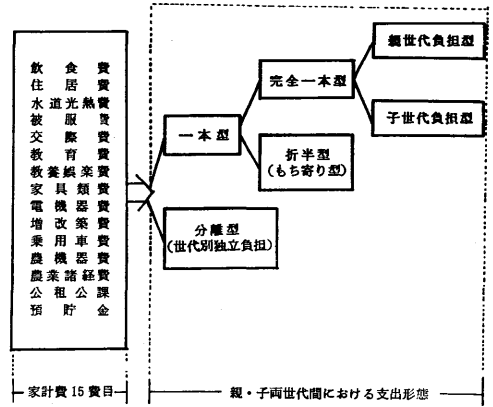 飲食費
住居費
水道光熱費
被服費
交際費
教育費
教養娯楽費
家具類費
電機器費
増改築費
乗用車費
農機器費
農業諸経費
公租公課
預貯金
家計費15費目
一本型
分離型
(世代別独立負担)
完全一本型
折半型
(もち寄り型)
親世代負担型
子世代負担型
親・子両世代間における支出形態